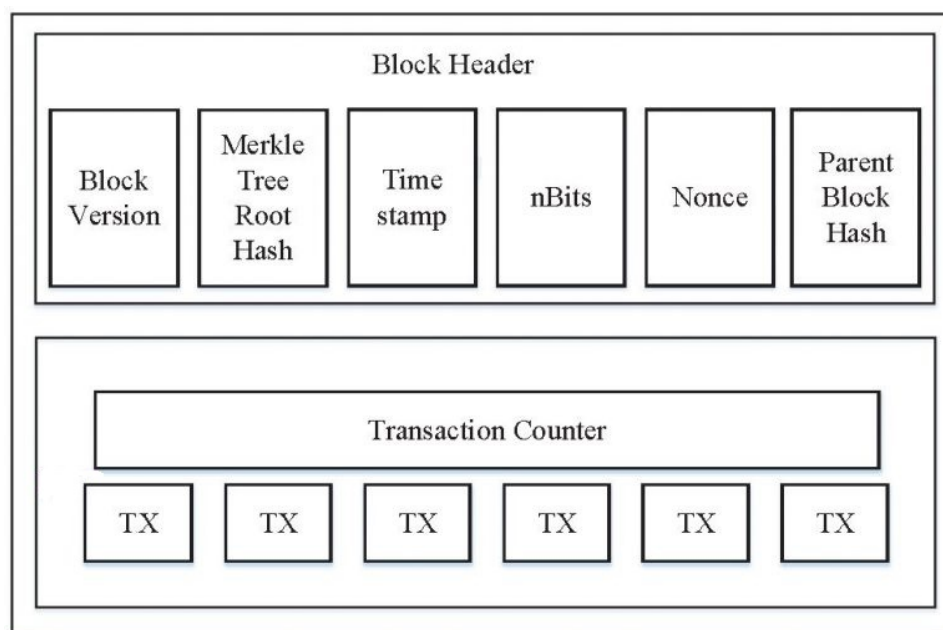 Block Header
Block
Version
Merkle
Tree
Root
Hash
Time
stamp
nBits
Nonce
Parent
Block
Hash
Transaction Counter
TX
TX
TX
TX
TX
TX